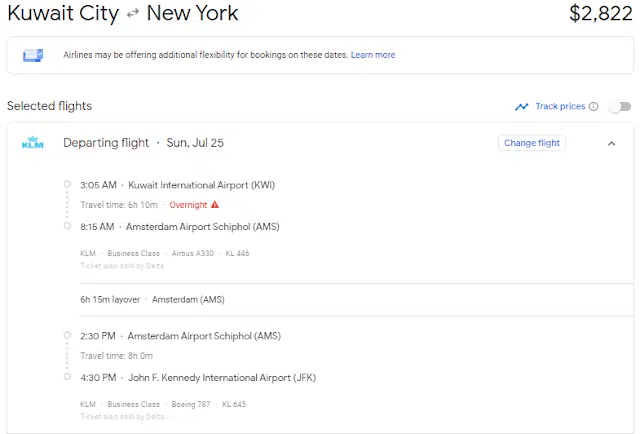 Kuwait City ⇌ New York $2,822
Airlines may be offering additional flexibility for bookings on these dates. Learn more
Selected flights Track prices
KLM Departing flight · Sun, Jul 25 Change flight
3:05 AM · Kuwait International Airport (KWI)
Travel time: 6h 10m · Overnight
8:15 AM · Amsterdam Airport Schiphol (AMS)
KLM · Business Class · Airbus A330 · KL 446
Ticket also sold by Delta
6h 15m layover · Amsterdam (AMS)
2:30 PM · Amsterdam Airport Schiphol (AMS)
Travel time: 8h 0m
4:30 PM · John F. Kennedy International Airport (JFK)
KLM · Business Class · Boeing 787 · KL 645
Ticket also sold by Delta